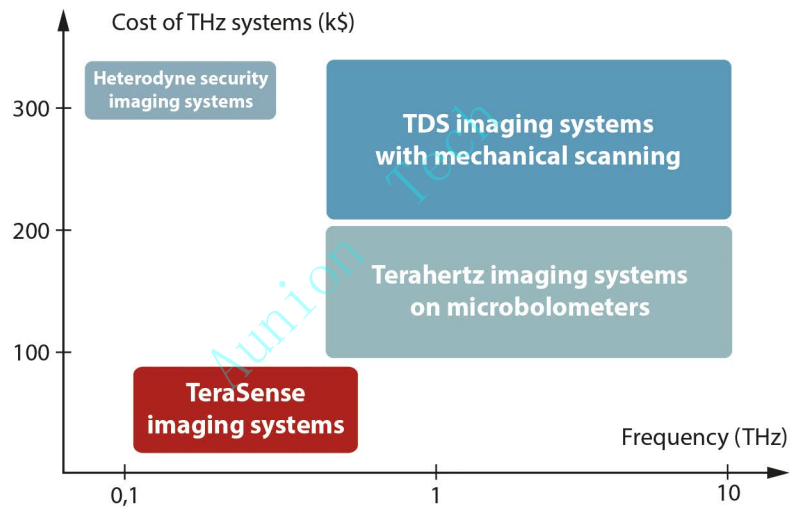 Cost of THz systems (k$)
Heterodyne security
imaging systems
300
TDS imaging systems
with mechanical scanning
200
Terahertz imaging systems
on microbolometers
100
TeraSense
imaging systems
Frequency (THz)
0,1
1
10
Aunion Tech